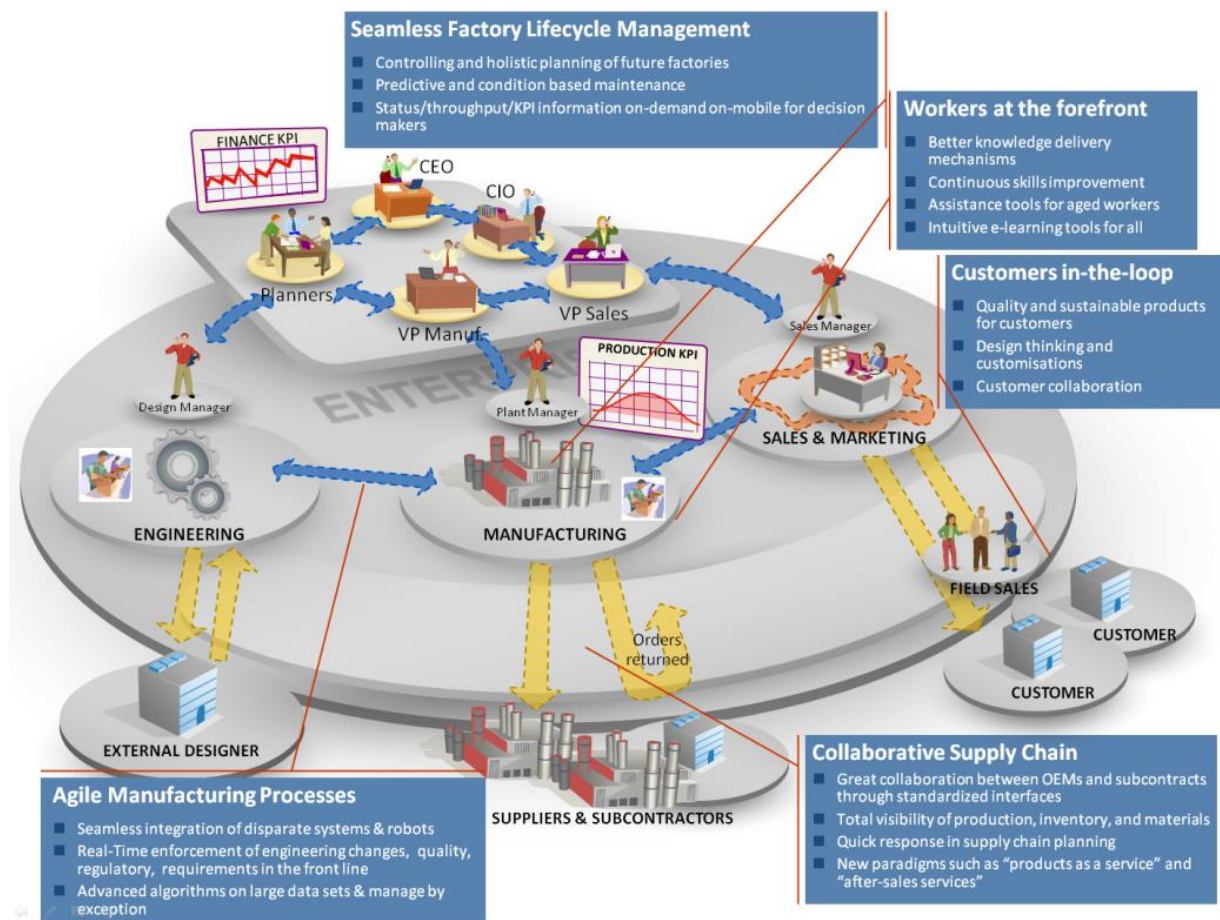 Seamless Factory Lifecycle Management
Controlling and holistic planning of future factories
Predictive and condition based maintenance
Status/throughput/KPI information on-demand on-mobile for decision
makers
Workers at the forefront
Better knowledge delivery
mechanisms
Continuous skills improvement
Assistance tools for aged workers
Intuitive e-learning tools for all
Customers in-the-loop
Quality and sustainable products
for customers
Design thinking and
customisations
Customer collaboration
FINANCE KPI
CEO
CIO
Planners
VP Manuf.
VP Sales
Sales Manager
Design Manager
Plant Manager
PRODUCTION KPI
SALES & MARKETING
ENGINEERING
MANUFACTURING
FIELD SALES
CUSTOMER
CUSTOMER
Orders
returned
EXTERNAL DESIGNER
SUPPLIERS & SUBCONTRACTORS
Agile Manufacturing Processes
Seamless integration of disparate systems & robots
Real-Time enforcement of engineering changes, quality,
regulatory, requirements in the front line
Advanced algorithms on large data sets & manage by
exception
Collaborative Supply Chain
Great collaboration between OEMs and subcontracts
through standardized interfaces
Total visibility of production, inventory, and materials
Quick response in supply chain planning
New paradigms such as “products as a service” and
“after-sales services”